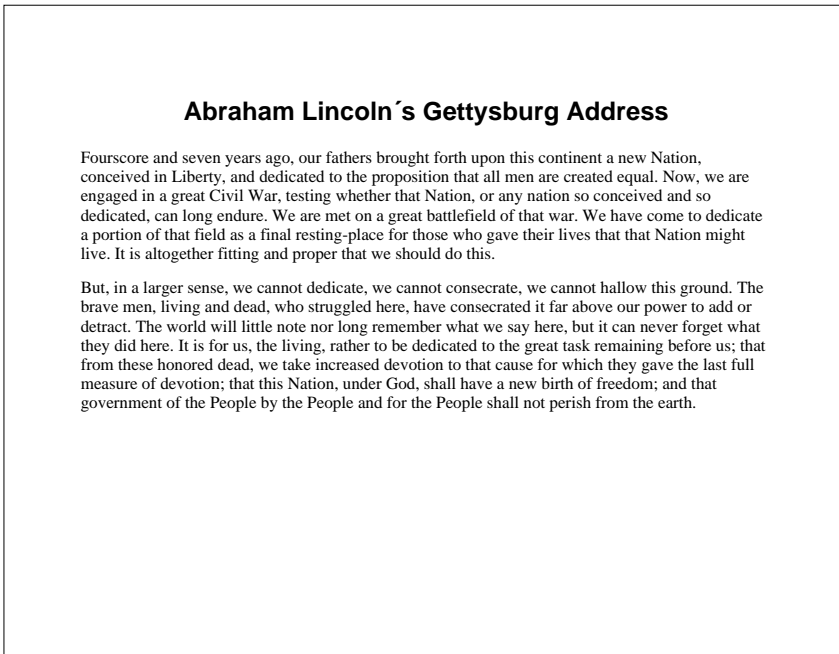 Abraham Lincoln´s Gettysburg Address
Fourscore and seven years ago, our fathers brought forth upon this continent a new Nation,
conceived in Liberty, and dedicated to the proposition that all men are created equal. Now, we are
engaged in a great Civil War, testing whether that Nation, or any nation so conceived and so
dedicated, can long endure. We are met on a great battlefield of that war. We have come to dedicate
a portion of that field as a final resting-place for those who gave their lives that that Nation might
live. It is altogether fitting and proper that we should do this.
But, in a larger sense, we cannot dedicate, we cannot consecrate, we cannot hallow this ground. The
brave men, living and dead, who struggled here, have consecrated it far above our power to add or
detract. The world will little note nor long remember what we say here, but it can never forget what
they did here. It is for us, the living, rather to be dedicated to the great task remaining before us; that
from these honored dead, we take increased devotion to that cause for which they gave the last full
measure of devotion; that this Nation, under God, shall have a new birth of freedom; and that
government of the People by the People and for the People shall not perish from the earth.